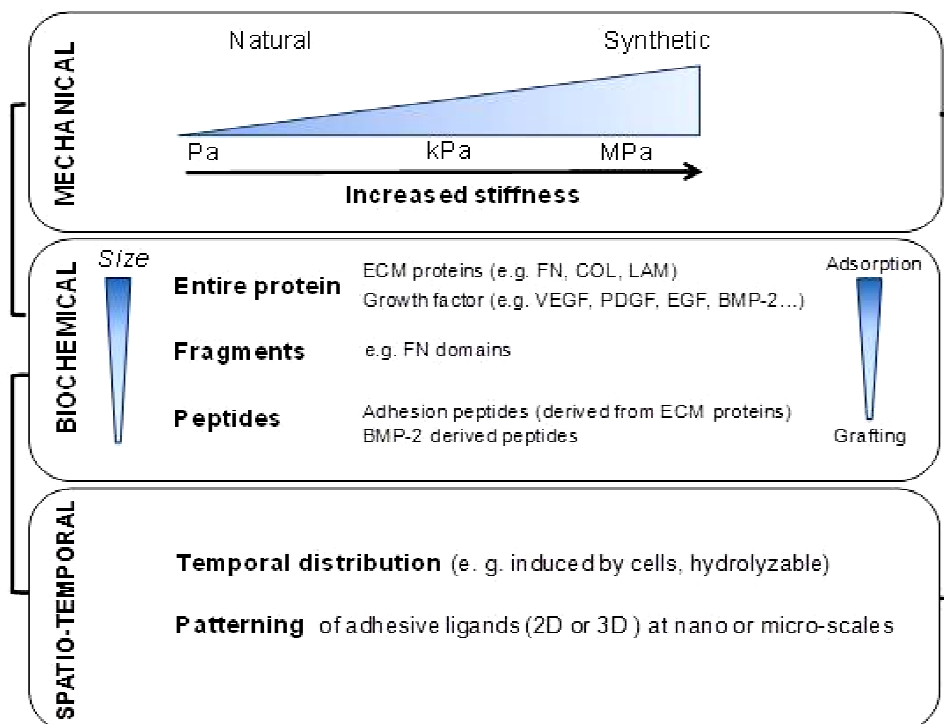 MECHANICAL
Natural
Synthetic
Pa
kPa
MPa
Increased stiffness
BIOCHEMICAL
Size
Entire protein
ECM proteins (e.g. FN, COL, LAM)
Growth factor (e.g. VEGF, PDGF, EGF, BMP-2...)
Fragments
e.g. FN domains
Peptides
Adhesion peptides (derived from ECM proteins)
BMP-2 derived peptides
Adsorption
Grafting
SPATIO-TEMPORAL
Temporal distribution (e. g. induced by cells, hydrolyzable)
Patterning of adhesive ligands (2D or 3D ) at nano or micro-scales